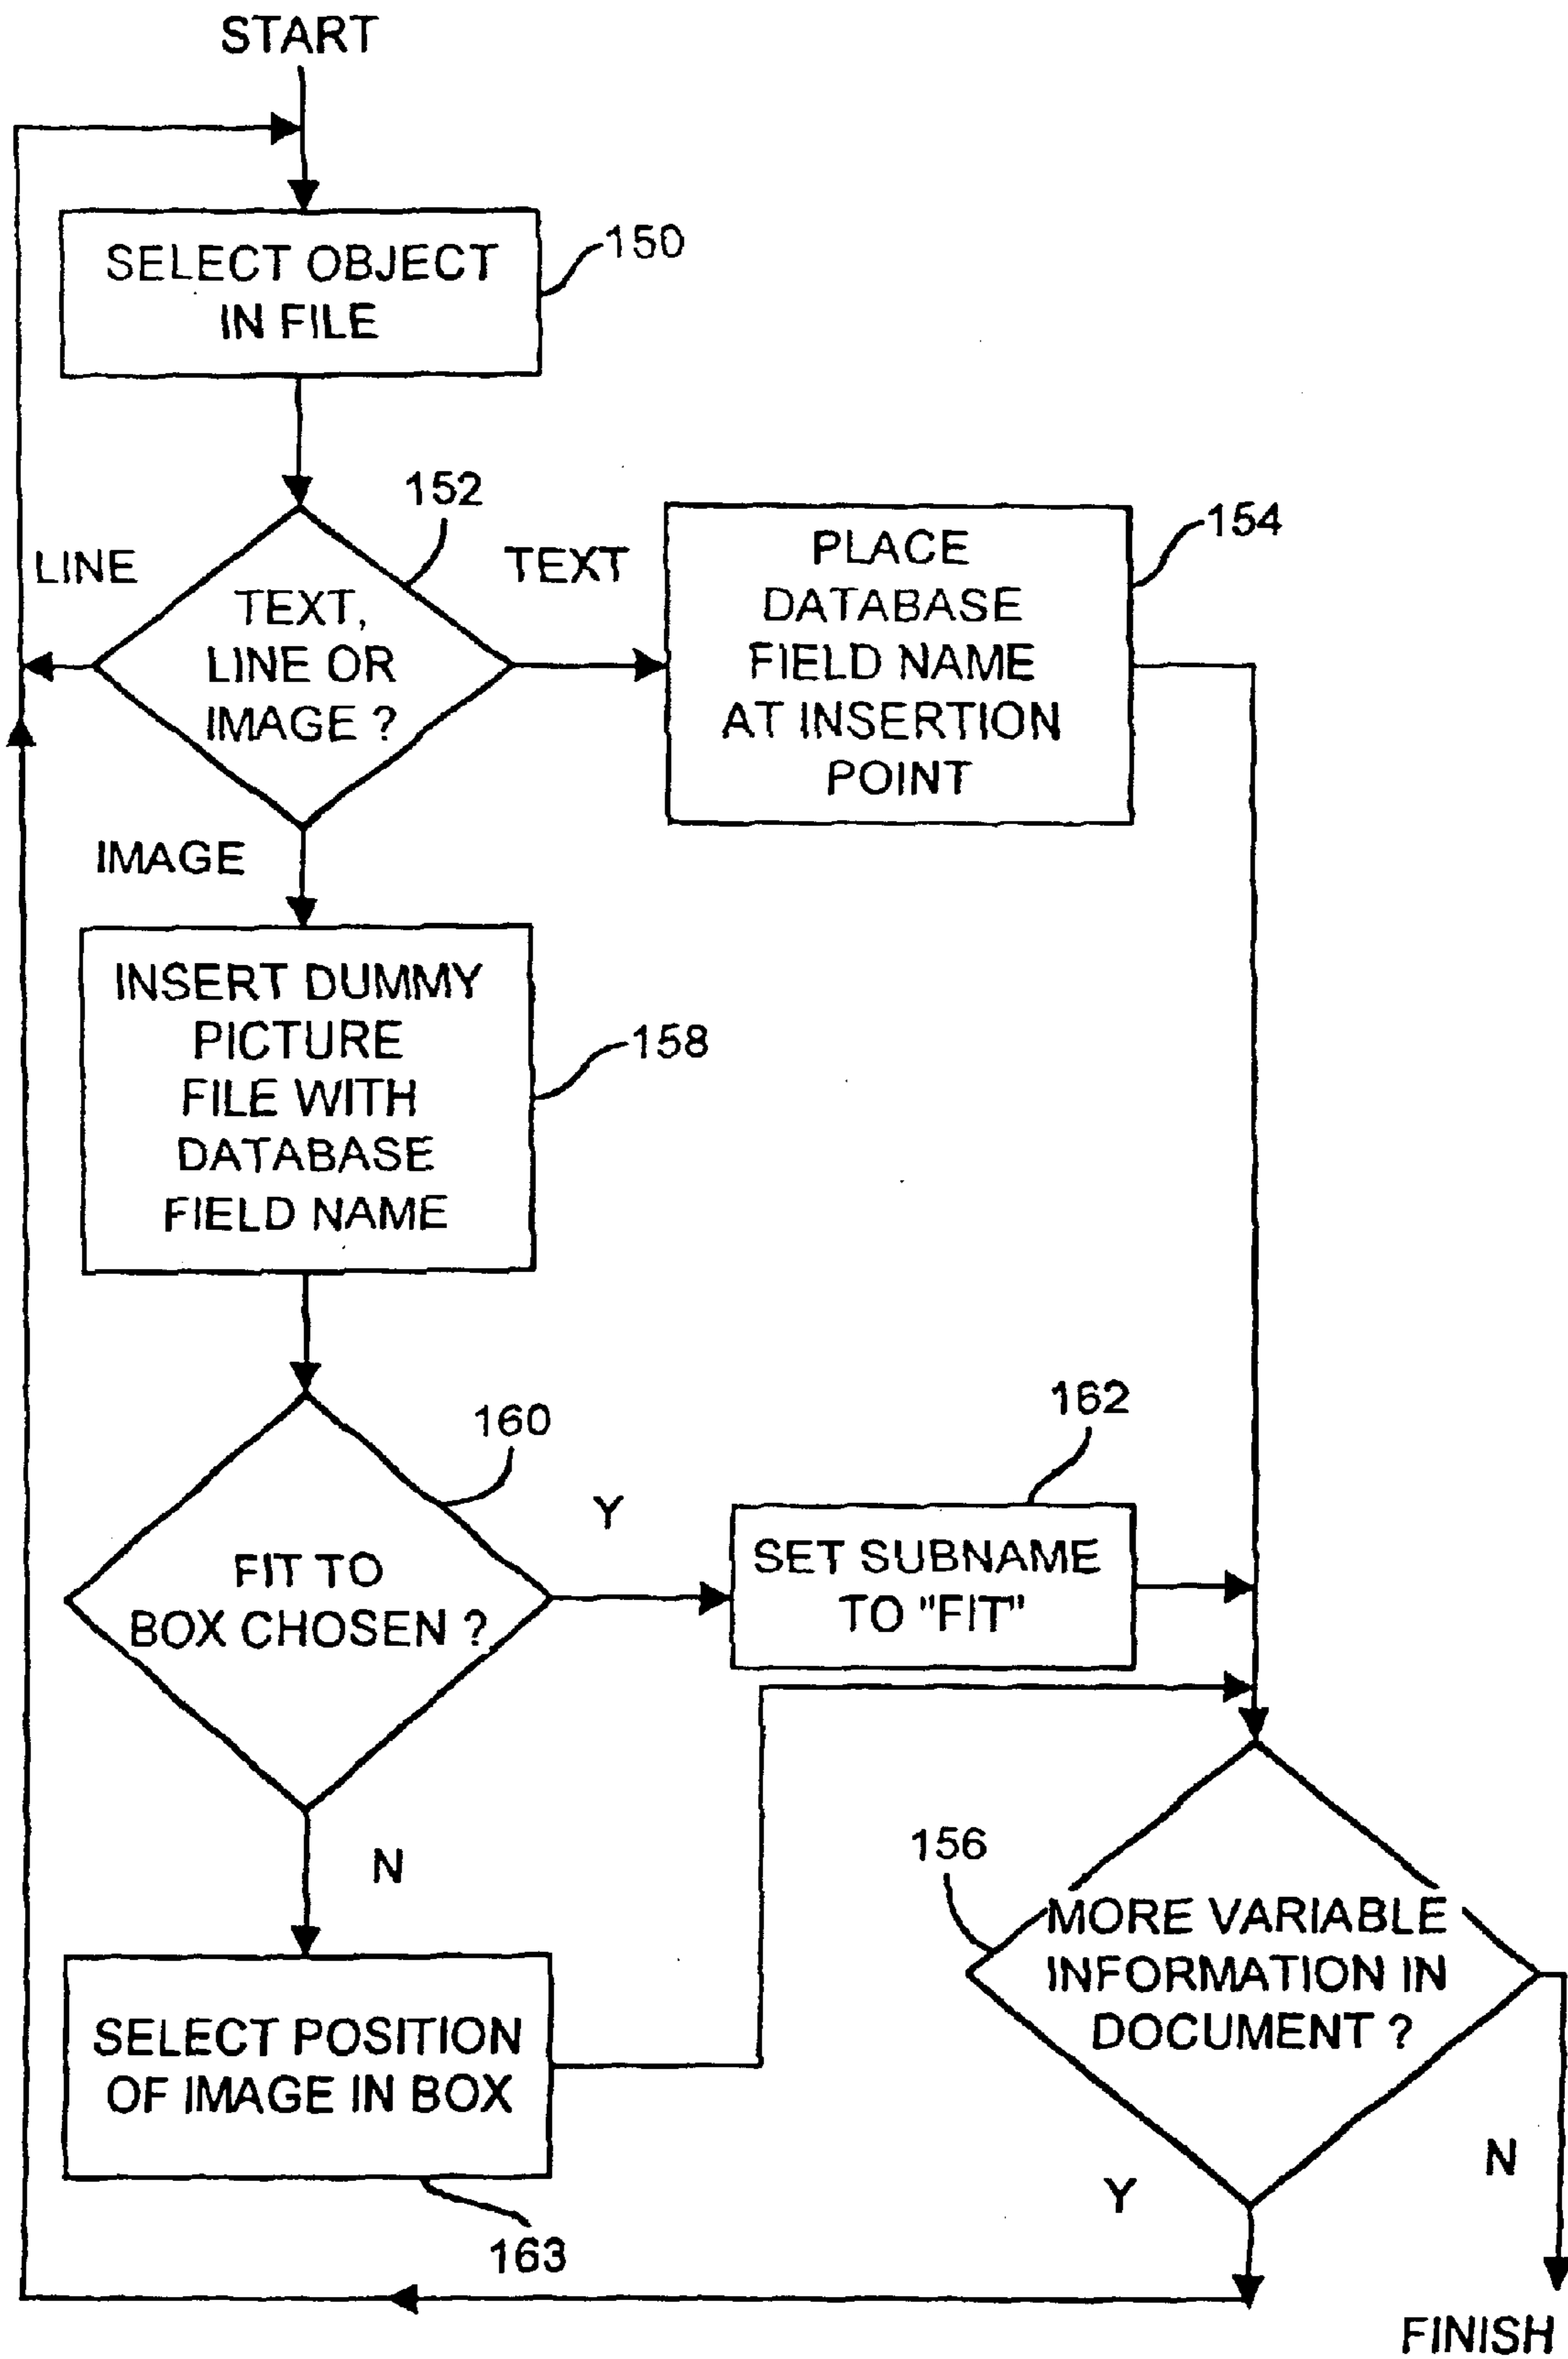 START
SELECT OBJECT
IN FILE
150
152
LINE
TEXT
TEXT,
LINE OR
IMAGE ?
PLACE
DATABASE
FIELD NAME
AT INSERTION
POINT
154
IMAGE
INSERT DUMMY
PICTURE
FILE WITH
DATABASE
FIELD NAME
158
160
FIT TO
BOX CHOSEN ?
Y
162
SET SUBNAME
TO "FIT"
N
156
MORE VARIABLE
INFORMATION IN
DOCUMENT ?
SELECT POSITION
OF IMAGE IN BOX
163
Y
N
FINISH